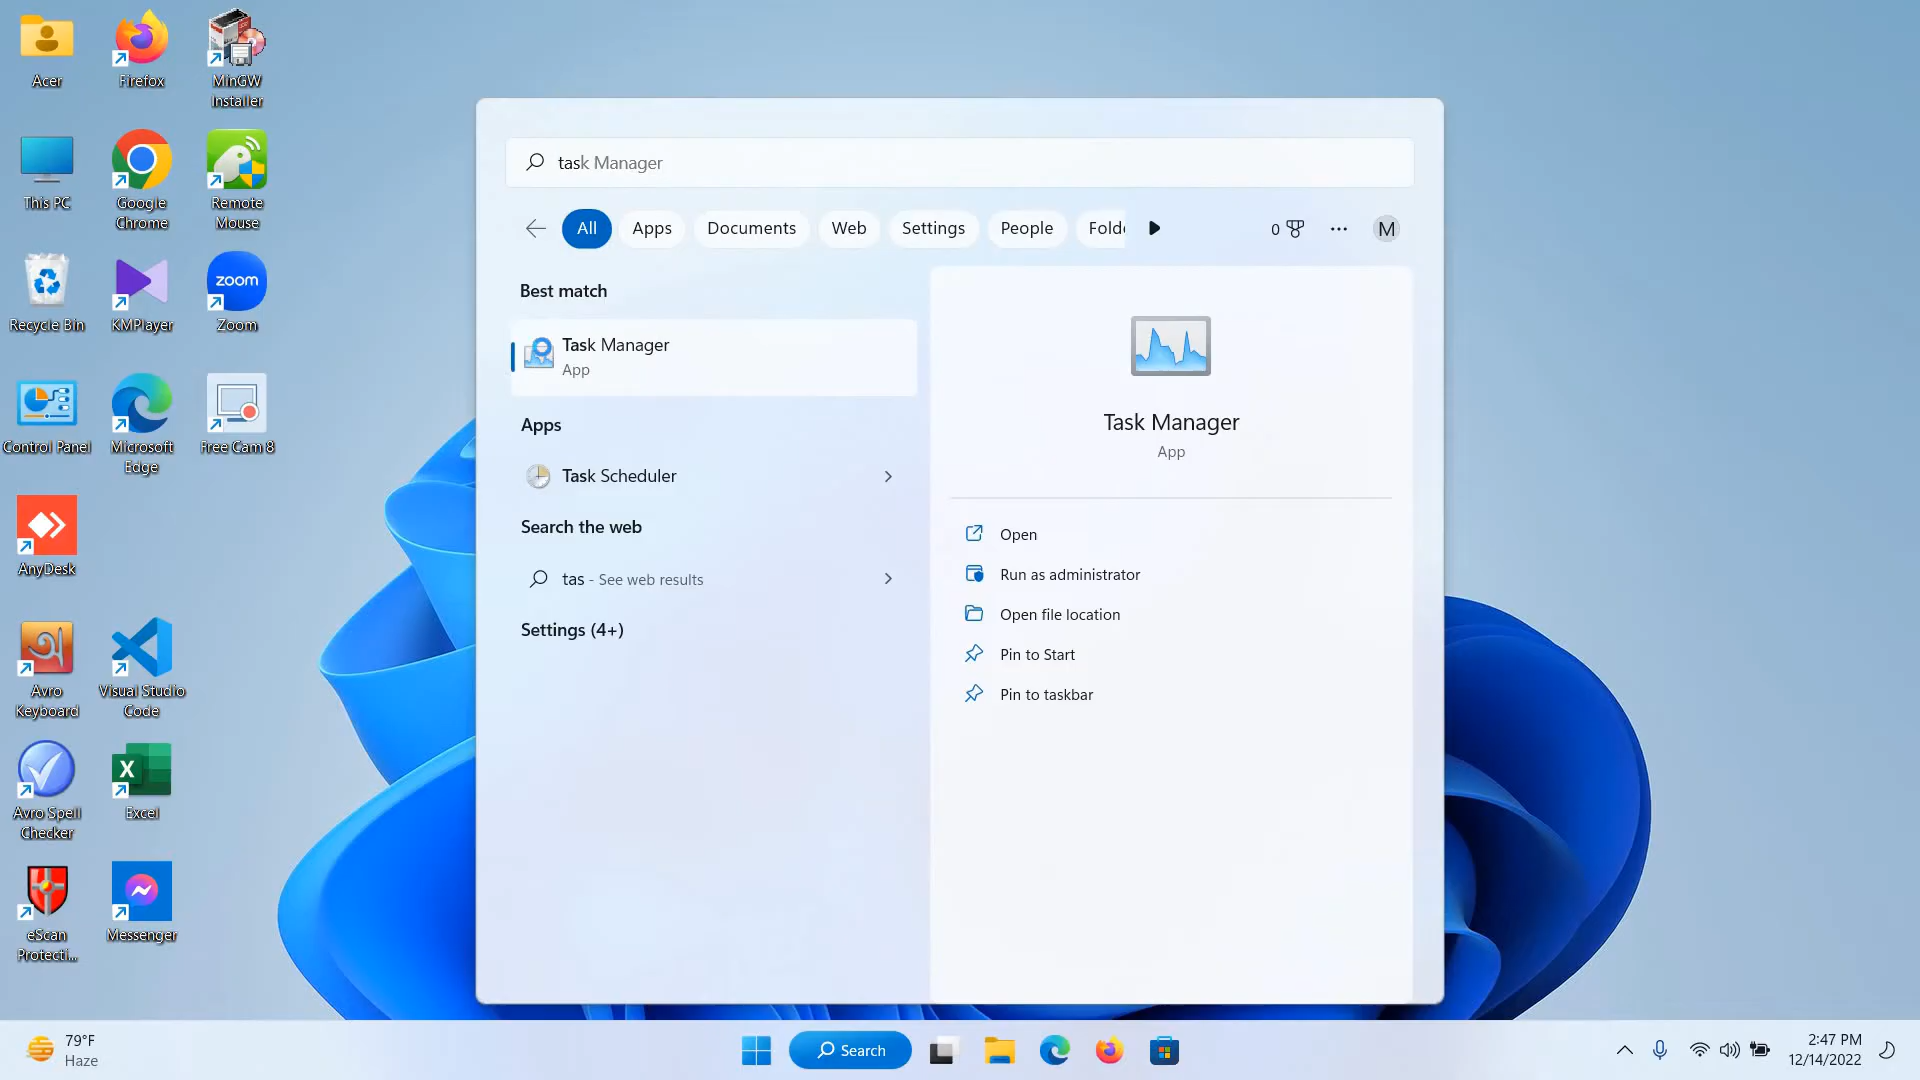 Acer
Firefox
MinGW
Installer
This PC
Google
Chrome
Remote
Mouse
Recycle Bin
KMPlayer
zoom
Zoom
Control Panel
Microsoft
Edge
Free Cam 8
AnyDesk
Avro
Keyboard
Visual Studio
Code
Avro Spell
Checker
X
Excel
eScan
Protecti...
Messenger
task Manager
All
Apps
Documents
Web
Settings
People
Folde
0
M
Best match
Task Manager
App
Apps
Task Scheduler
Search the web
tas - See web results
Settings (4+)
Task Manager
App
Open
Run as administrator
Open file location
Pin to Start
Pin to taskbar
79°F
Haze
Search
2:47 PM
12/14/2022